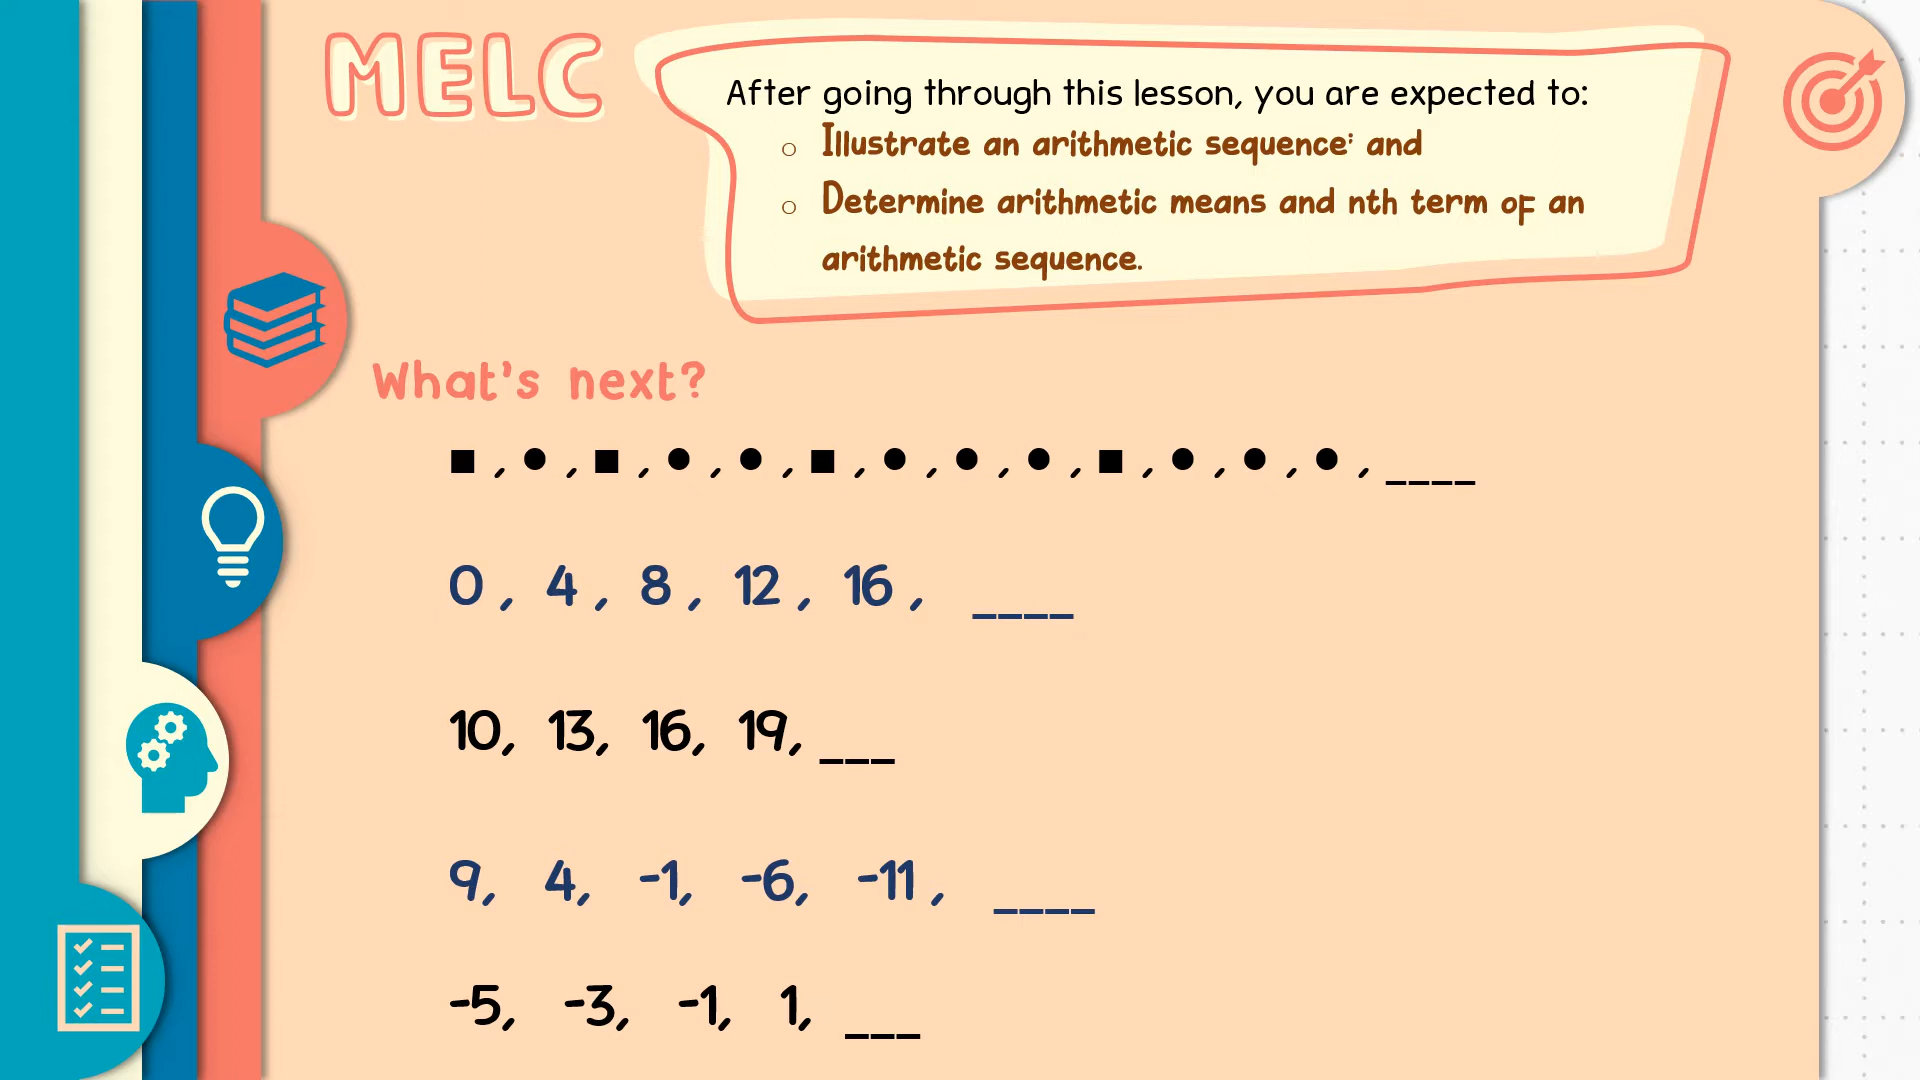 MELC
After going through this lesson, you are expected to:
○ Illustrate an arithmetic sequence; and
○ Determine arithmetic means and nth term of an
arithmetic sequence.
What's next?
■ , ● , ■ , ● , ● , ■ , ● , ● , ● , ■ , ● , ● , ● , ____
0 , 4 , 8 , 12 , 16 , ____
10, 13, 16, 19, ___
9, 4, -1, -6, -11 , ____
-5, -3, -1, 1, ___